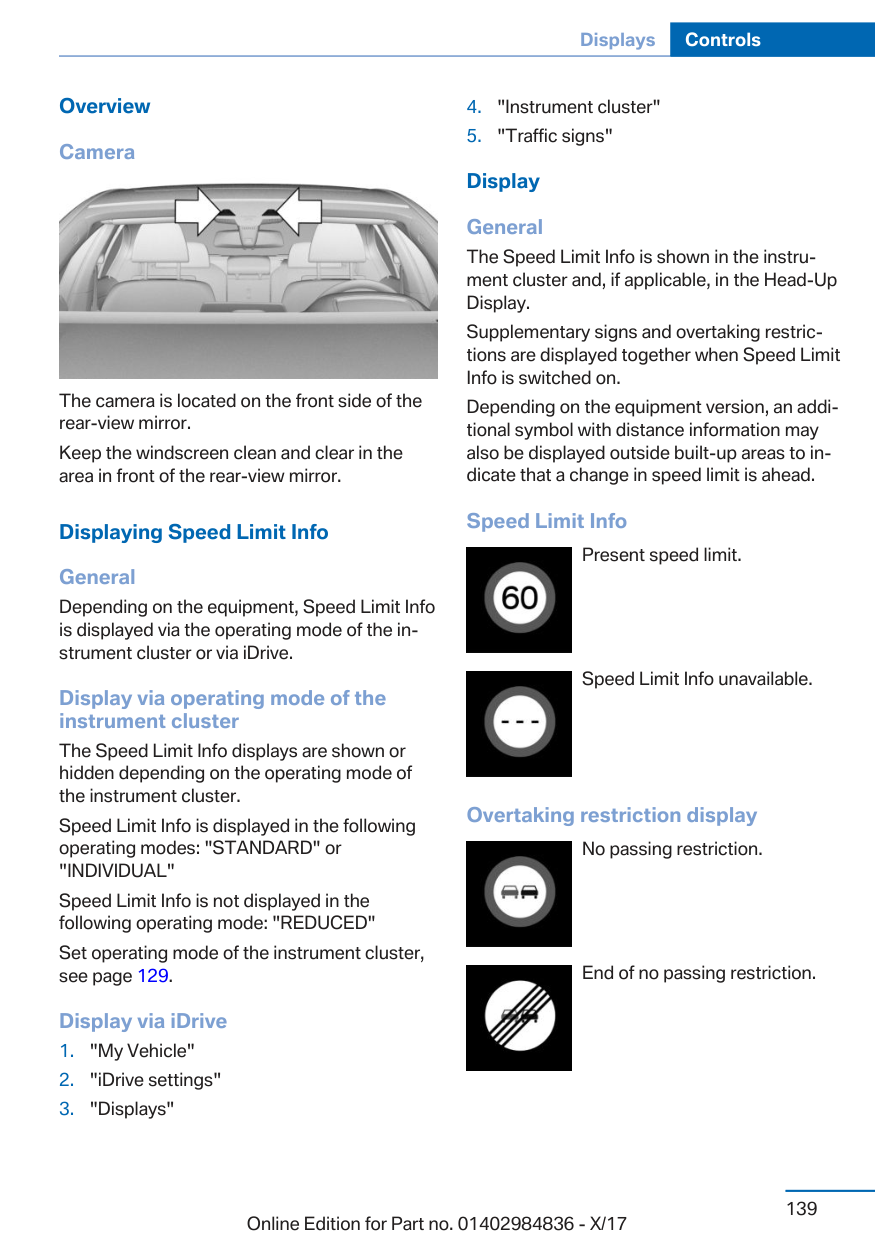 Displays Controls
Overview
Camera
The camera is located on the front side of the
rear-view mirror.
Keep the windscreen clean and clear in the
area in front of the rear-view mirror.
Displaying Speed Limit Info
General
Depending on the equipment, Speed Limit Info
is displayed via the operating mode of the in-
strument cluster or via iDrive.
Display via operating mode of the
instrument cluster
The Speed Limit Info displays are shown or
hidden depending on the operating mode of
the instrument cluster.
Speed Limit Info is displayed in the following
operating modes: "STANDARD" or
"INDIVIDUAL"
Speed Limit Info is not displayed in the
following operating mode: "REDUCED"
Set operating mode of the instrument cluster,
see page 129.
Display via iDrive
1. "My Vehicle"
2. "iDrive settings"
3. "Displays"
4. "Instrument cluster"
5. "Traffic signs"
Display
General
The Speed Limit Info is shown in the instru-
ment cluster and, if applicable, in the Head-Up
Display.
Supplementary signs and overtaking restric-
tions are displayed together when Speed Limit
Info is switched on.
Depending on the equipment version, an addi-
tional symbol with distance information may
also be displayed outside built-up areas to in-
dicate that a change in speed limit is ahead.
Speed Limit Info
60
Present speed limit.
---
Speed Limit Info unavailable.
Overtaking restriction display
No passing restriction.
End of no passing restriction.
139
Online Edition for Part no. 01402984836 - X/17